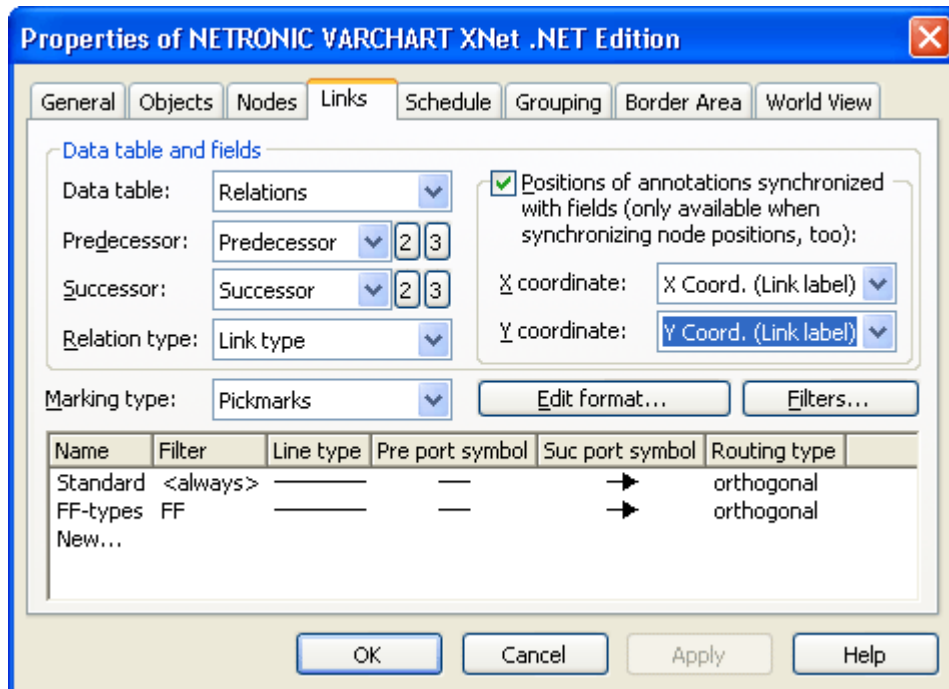 Properties of NETRONIC VARCHART XNet .NET Edition
General Objects Nodes Links Schedule Grouping Border Area World View
Data table and fields
Data table: Relations
Predecessor: Predecessor 2 3
Successor: Successor 2 3
Relation type: Link type
Positions of annotations synchronized
with fields (only available when
synchronizing node positions, too):
X coordinate: X Coord. (Link label)
Y coordinate: Y Coord. (Link label)
Marking type: Pickmarks Edit format... Filters...
Name Filter Line type Pre port symbol Suc port symbol Routing type
Standard <always> orthogonal
FF-types FF orthogonal
New...
OK Cancel Apply Help